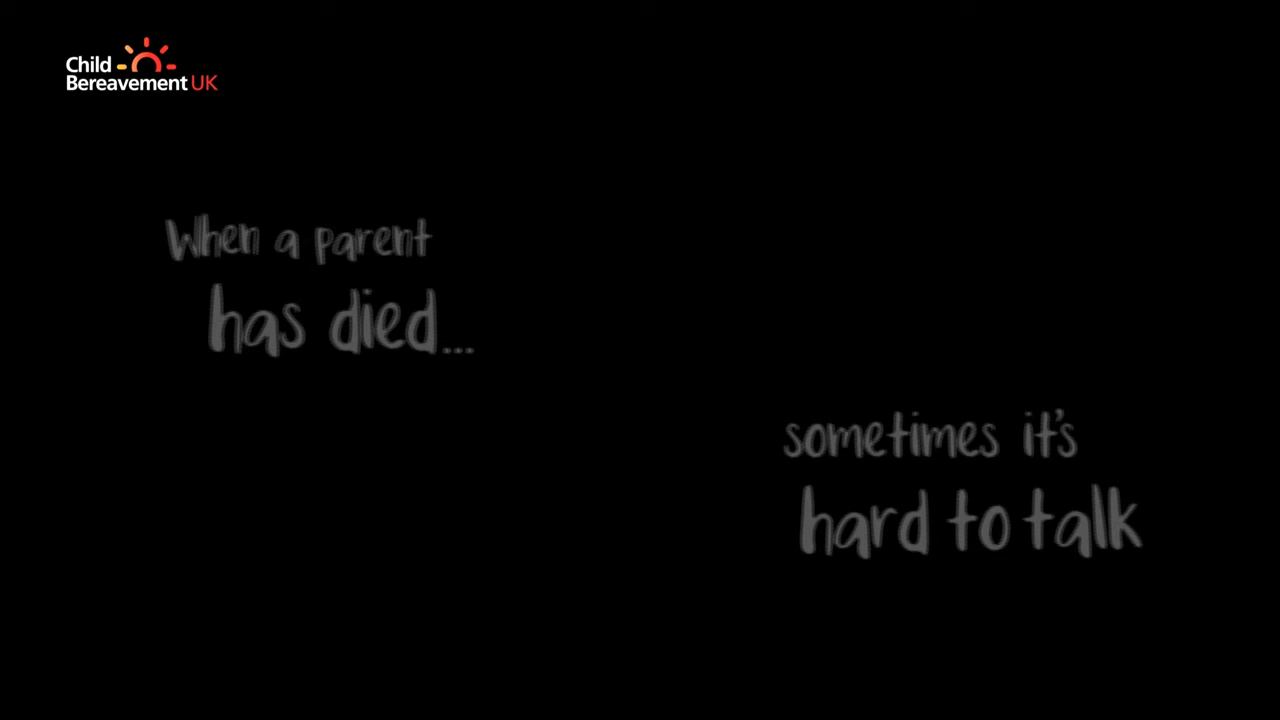 Child
Bereavement UK
When a parent
has died...
sometimes it's
hard to talk